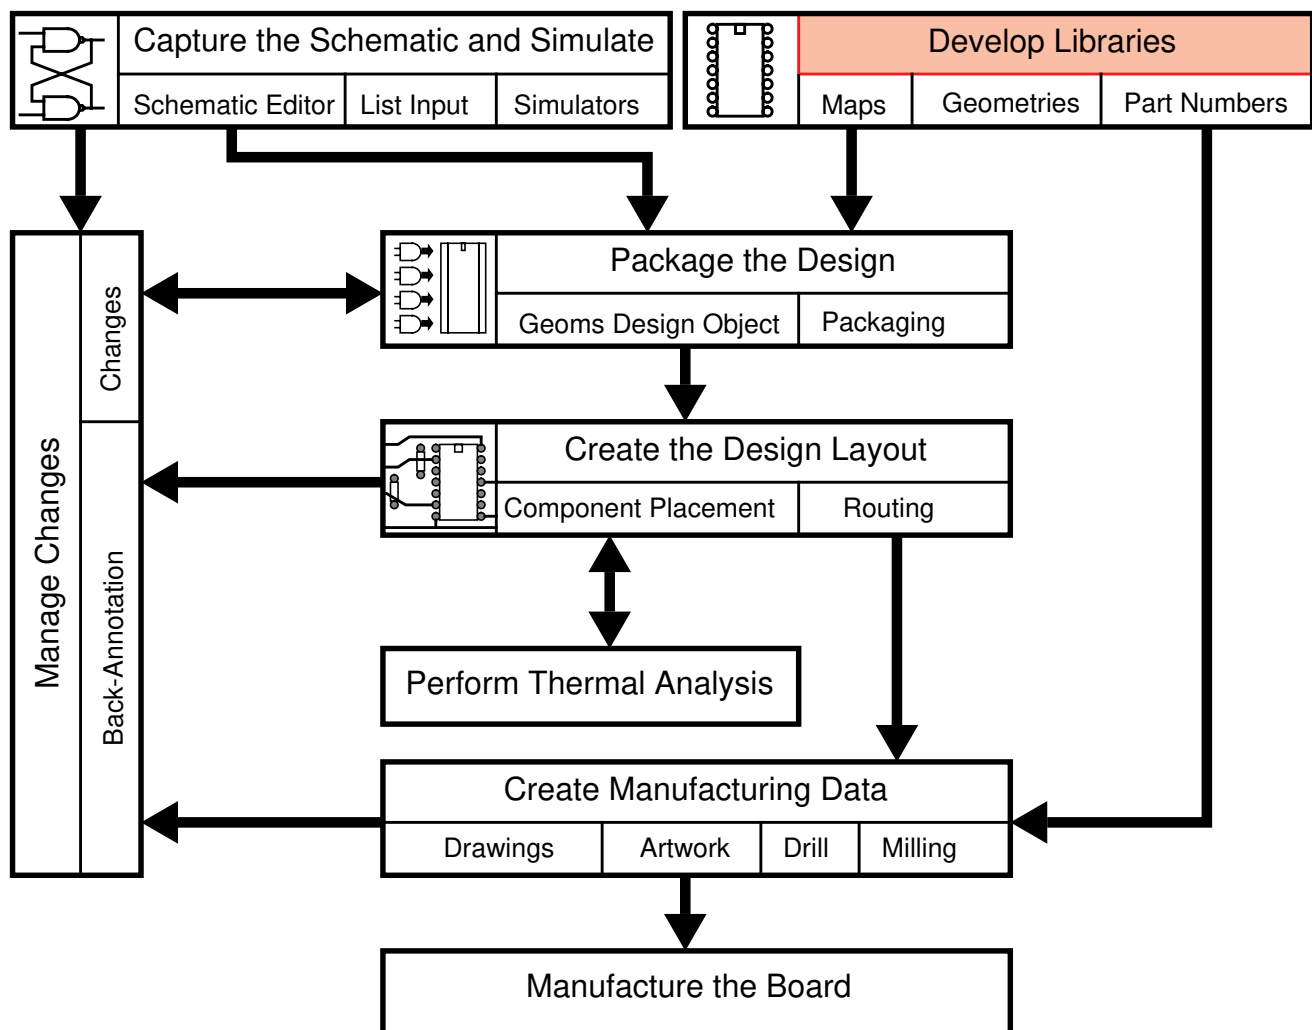 Capture the Schematic and Simulate
Schematic Editor
List Input
Simulators
Develop Libraries
Maps
Geometries
Part Numbers
Manage Changes
Changes
Back-Annotation
Package the Design
Geoms Design Object
Packaging
Create the Design Layout
Component Placement
Routing
Perform Thermal Analysis
Create Manufacturing Data
Drawings
Artwork
Drill
Milling
Manufacture the Board